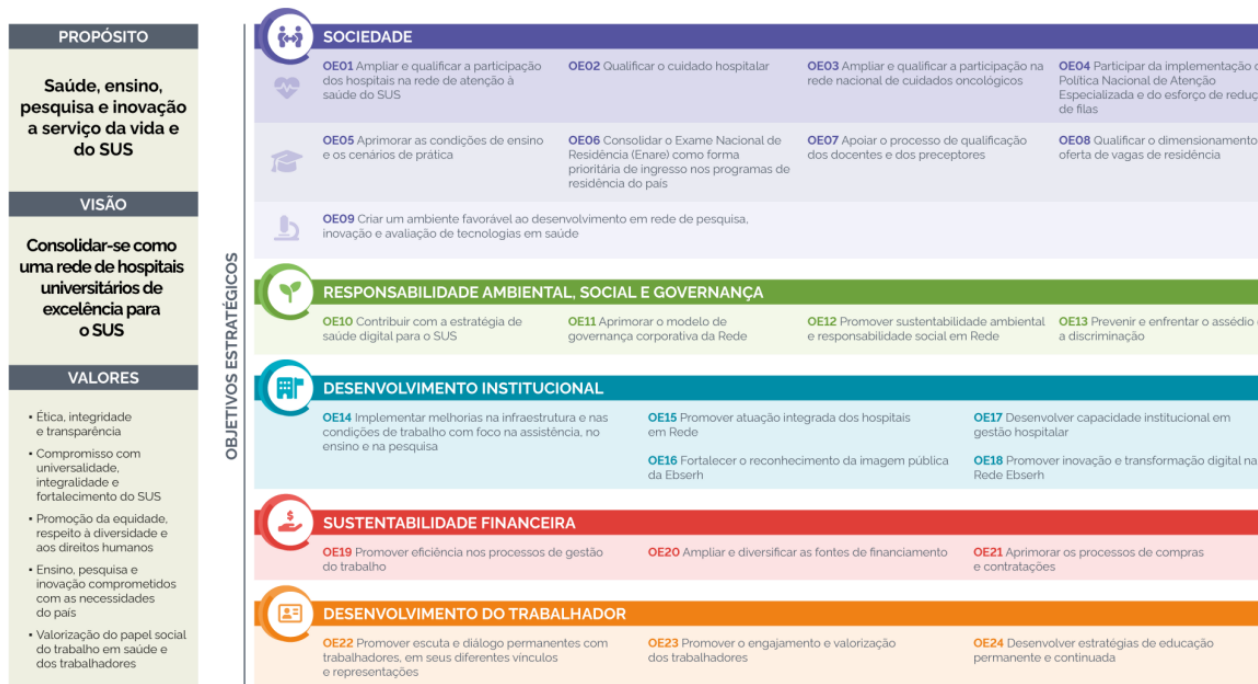 PROPÓSITO
Saúde, ensino,
pesquisa e inovação
a serviço da vida e
do SUS
VISÃO
Consolidar-se como
uma rede de hospitais
universitários de
excelência para
o SUS
VALORES
• Ética, integridade
e transparência
• Compromisso com
universalidade,
integralidade e
fortalecimento do SUS
• Promoção da equidade,
respeito à diversidade e
aos direitos humanos
• Ensino, pesquisa e
inovação comprometidos
com as necessidades
do país
• Valorização do papel social
do trabalho em saúde e
dos trabalhadores
OBJETIVOS ESTRATÉGICOS
SOCIEDADE
OE01 Ampliar e qualificar a participação
dos hospitais na rede de atenção à
saúde do SUS
OE02 Qualificar o cuidado hospitalar
OE03 Ampliar e qualificar a participação na
rede nacional de cuidados oncológicos
OE04 Participar da implementação
Política Nacional de Atenção
Especializada e do esforço de
de filas
OE05 Aprimorar as condições de ensino
e os cenários de prática
OE06 Consolidar o Exame Nacional de
Residência (Enare) como forma
prioritária de ingresso nos programas de
residência do país
OE07 Apoiar o processo de qualificação
dos docentes e dos preceptores
OE08 Qualificar o dimensionamento
oferta de vagas de residência
OE09 Criar um ambiente favorável ao desenvolvimento em rede de pesquisa,
inovação e avaliação de tecnologias em saúde
RESPONSABILIDADE AMBIENTAL, SOCIAL E GOVERNANÇA
OE10 Contribuir com a estratégia de
saúde digital para o SUS
OE11 Aprimorar o modelo de
governança corporativa da Rede
OE12 Promover sustentabilidade ambiental
e responsabilidade social em Rede
OE13 Prevenir e enfrentar o assédio
a discriminação
DESENVOLVIMENTO INSTITUCIONAL
OE14 Implementar melhorias na infraestrutura e nas
condições de trabalho com foco na assistência, no
ensino e na pesquisa
OE15 Promover atuação integrada dos hospitais
em Rede
OE16 Fortalecer o reconhecimento da imagem pública
da Ebserh
OE17 Desenvolver capacidade institucional em
gestão hospitalar
OE18 Promover inovação e transformação digital na
Rede Ebserh
SUSTENTABILIDADE FINANCEIRA
OE19 Promover eficiência nos processos de gestão
do trabalho
OE20 Ampliar e diversificar as fontes de financiamento
OE21 Aprimorar os processos de compras
e contratações
DESENVOLVIMENTO DO TRABALHADOR
OE22 Promover escuta e diálogo permanentes com
trabalhadores, em seus diferentes vínculos
e representações
OE23 Promover o engajamento e valorização
dos trabalhadores
OE24 Desenvolver estratégias de educação
permanente e continuada